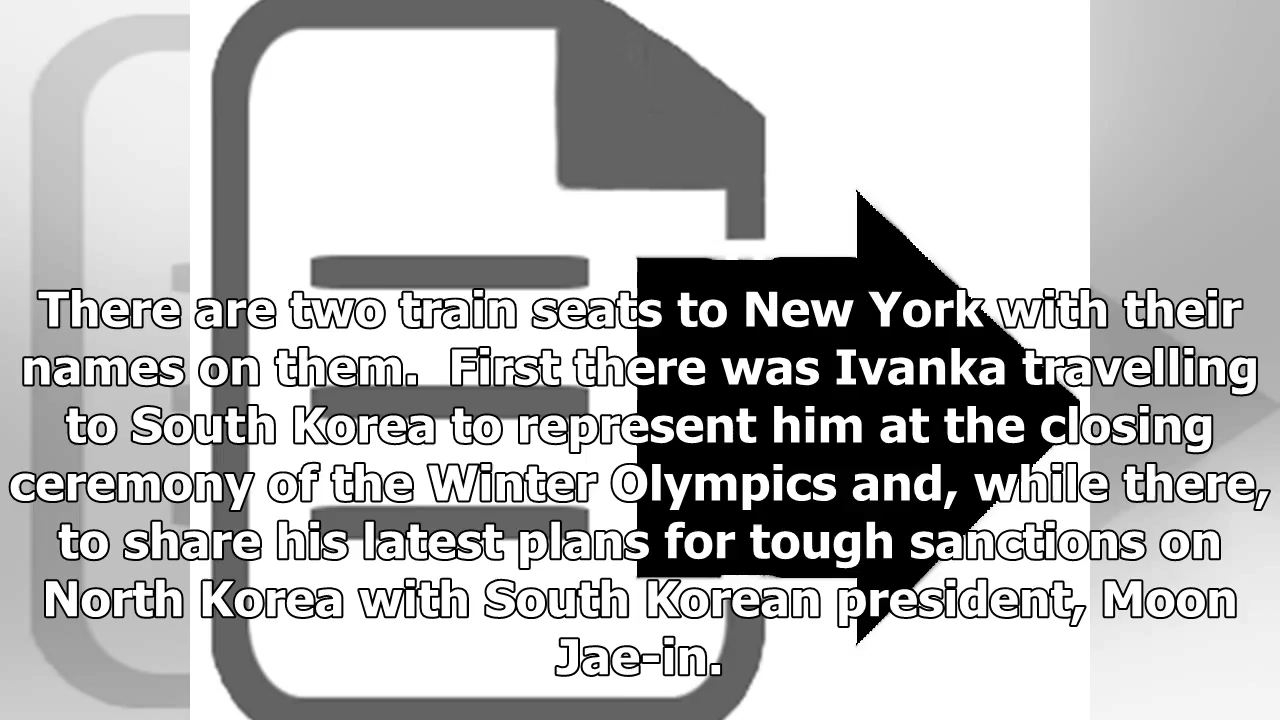 There are two train seats to New York with their
names on them.  First there was Ivanka travelling
to South Korea to represent him at the closing
ceremony of the Winter Olympics and, while there,
to share his latest plans for tough sanctions on
North Korea with South Korean president, Moon
Jae-in.